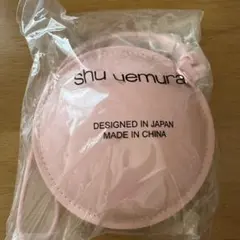 shu uemura
DESIGNED IN JAPAN
MADE IN CHINA